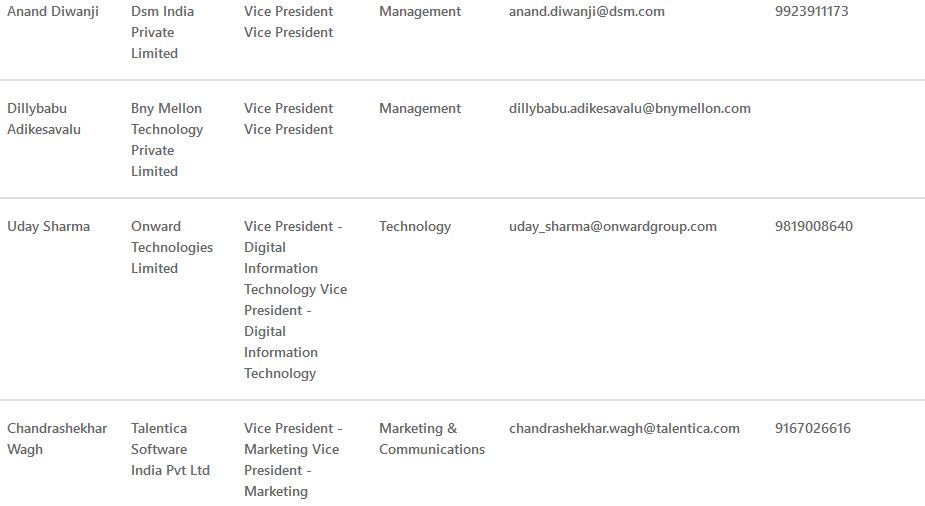 Anand Diwanji Dsm India Vice President Management anand.diwanji@dsm.com 9923911173
Private Vice President
Limited
Dillybabu Bny Mellon Vice President Management dillybabu.adikesavalu@bnymellon.com
Adikesavalu Technology Vice President
Private
Limited
Uday Sharma Onward Vice President - Technology uday_sharma@onwardgroup.com 9819008640
Technologies Digital
Limited Information
Technology Vice
President -
Digital
Information
Technology
Chandrashekhar Talentica Vice President - Marketing & chandrashekhar.wagh@talentica.com 9167026616
Wagh Software Marketing Vice Communications
India Pvt Ltd President -
Marketing